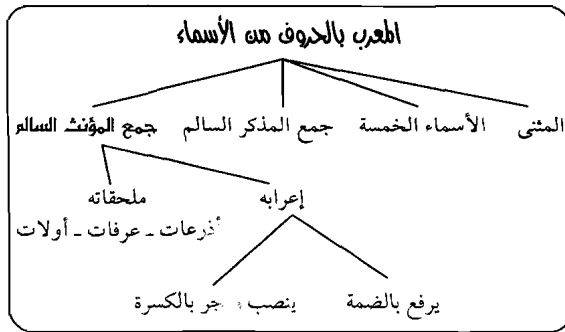 المعرب بالحروف من الأسماء
المثنى الأسماء الخمسة جمع المذكر السالم جمع المؤنث السالم
إعرابه ملحقاته
أذرعات - عرفات - أولات
يرفع بالضمة ينصب و جر بالكسرة